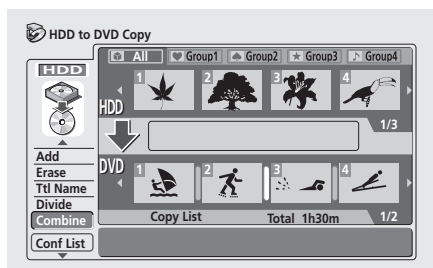 HDD to DVD Copy
All Group1 Group2 Group3 Group4
HDD
1 2 3 4
HDD
1/3
Add
Erase
Ttl Name
Divide
Combine
Conf List
DVD
1 2 3 4
Copy List Total 1h30m 1/2